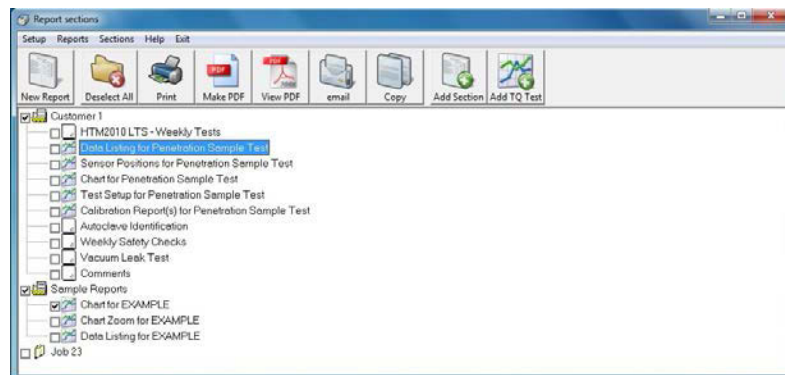 Report sections
Setup Reports Sections Help Exit
New Report Deselect All Print Make PDF View PDF email Copy Add Section Add TQ Test
Customer 1
HTM2010 LTS - Weekly Tests
Data Listing for Penetration Sample Test
Sensor Positions for Penetration Sample Test
Chart for Penetration Sample Test
Test Setup for Penetration Sample Test
Calibration Report(s) for Penetration Sample Test
Autoclave Identification
Weekly Safety Checks
Vacuum Leak Test
Comments
Sample Reports
Chart for EXAMPLE
Chart Zoom for EXAMPLE
Data Listing for EXAMPLE
Job 23